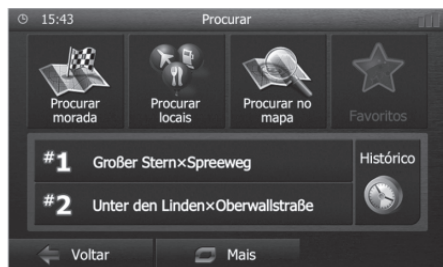 15:43 Procurar
Procurar morada
Procurar locais
Procurar no mapa
Favoritos
#1 Großer Stern×Spreeweg
Histórico
#2 Unter den Linden×Oberwallstraße
Voltar
Mais